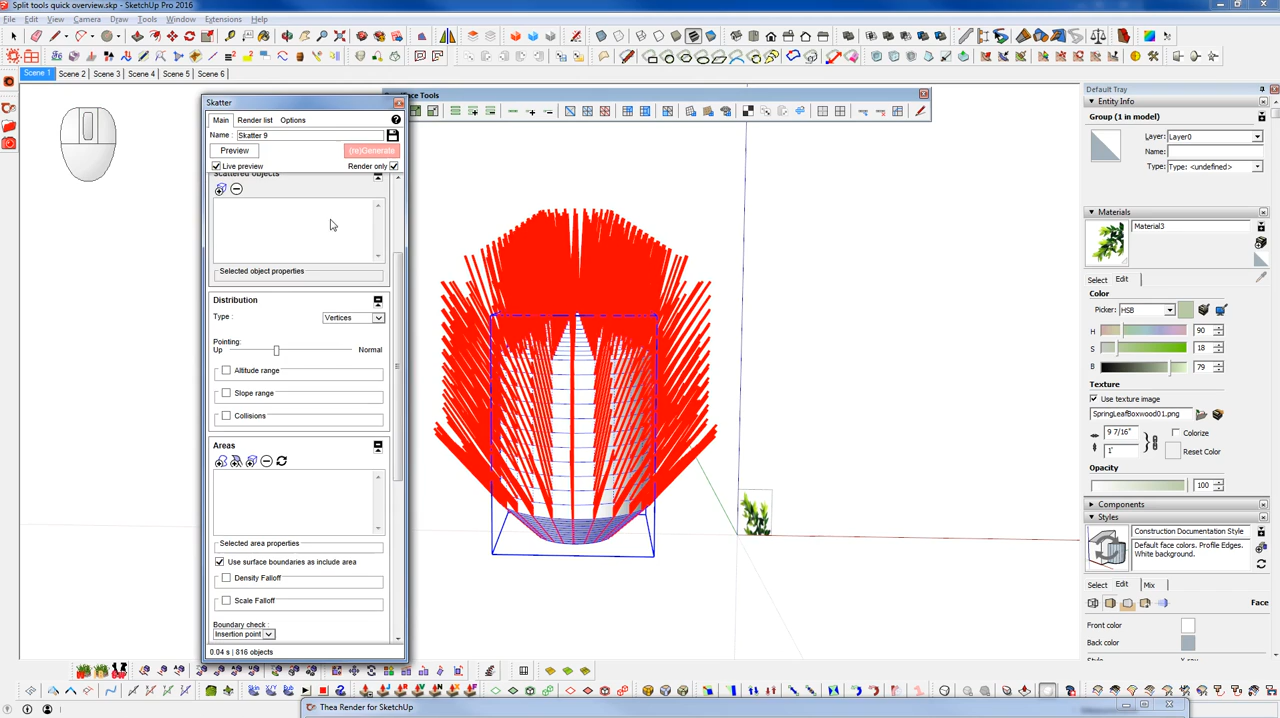 Split tools quick overview.skp - SketchUp Pro 2016
File Edit View Camera Draw Tools Window Extensions Help
Scene 1 Scene 2 Scene 3 Scene 4 Scene 5 Scene 6
Skatter
Main Render list Options
Name : Skatter 9
Preview (re)Generate
Live preview Render only
Scattered objects
Selected object properties
Distribution
Type : Vertices
Pointing:
Up Normal
Altitude range
Slope range
Collisions
Areas
Selected area properties
Use surface boundaries as include area
Density Falloff
Scale Falloff
Boundary check :
Insertion point
0.04 s | 816 objects
Face Tools
Default Tray
Entity Info
Group (1 in model)
Layer: Layer0
Name:
Type: Type: <undefined>
Materials
Material3
Select Edit
Color
Picker: HSB
H 90
S 18
B 79
Texture
Use texture image
SpringLeafBoxwood01.png
9 7/16" Colorize
1' Reset Color
Opacity
100
Components
Styles
Construction Documentation Style
Default face colors. Profile Edges. White background.
Select Edit Mix
Face
Front color
Back color
Thea Render for SketchUp